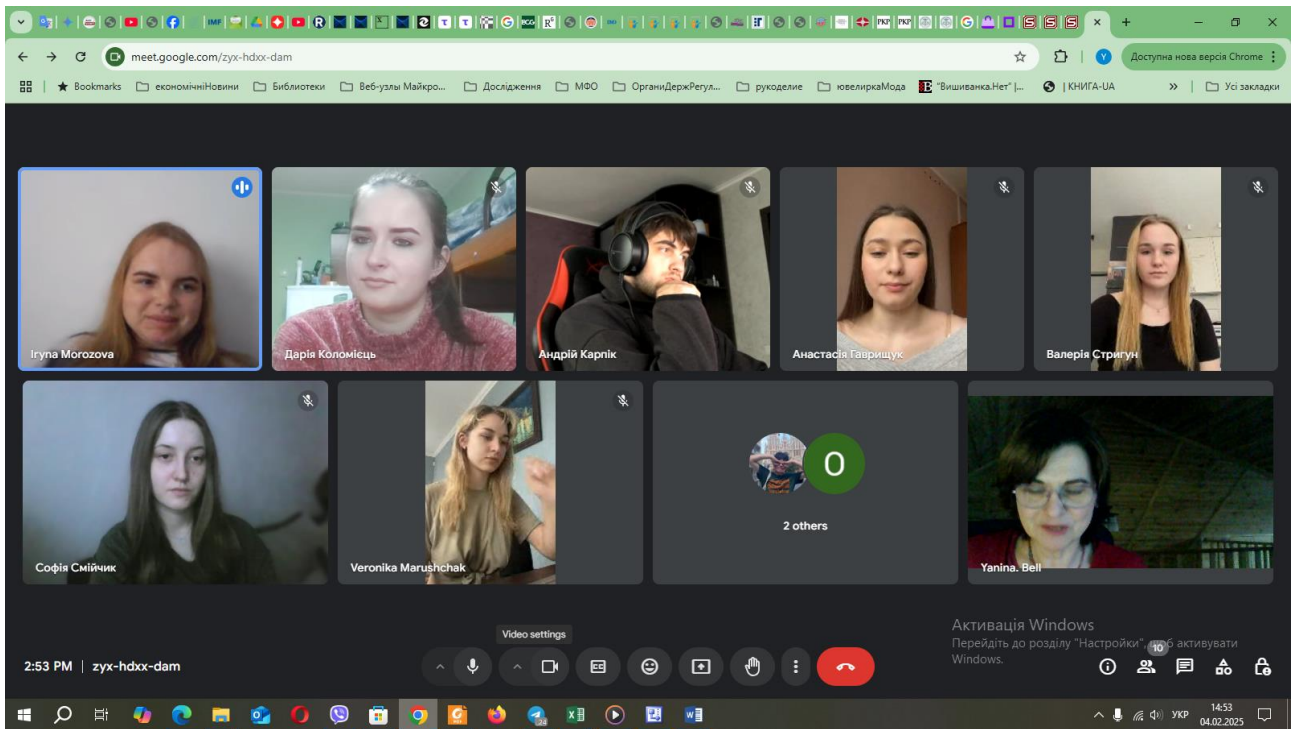 meet.google.com/zyx-hdxx-dam
Доступна нова версія Chrome
Bookmarks економічніНовини Библиотеки Веб-узлы Майкро... Дослідження МФО ОрганиДержРегул... рукоделие ювелиркаМода "Вишиванка.Нет" |... | КНИГА-UA » Усі закладки
Iryna Morozova
Дарія Коломієць
Андрій Карпік
Анастасія Гаврищук
Валерія Стригун
Софія Смійчик
Veronika Marushchak
O
2 others
Yanina. Bell
Video settings
Активація Windows
Перейдіть до розділу "Настройки", щоб активувати
Windows.
10
2:53 PM | zyx-hdxx-dam
УКР
14:53
04.02.2025